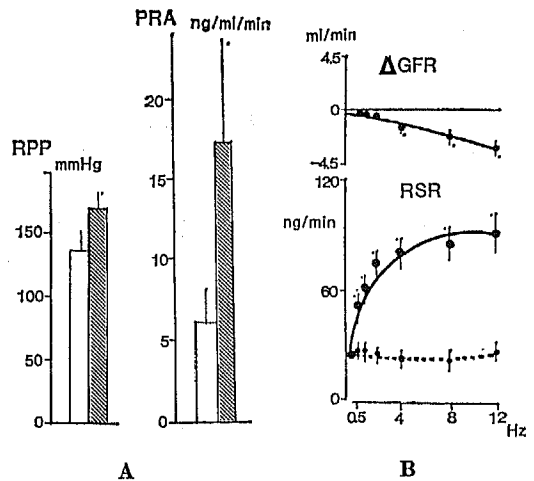 PRA ng/ml/min
20
15
10
5
0
RPP
mmHg
150
100
50
0
A
ml/min
4,5
ΔGFR
0
-4,5
120
RSR
ng/min
60
0
0.5 4 8 12
Hz
B